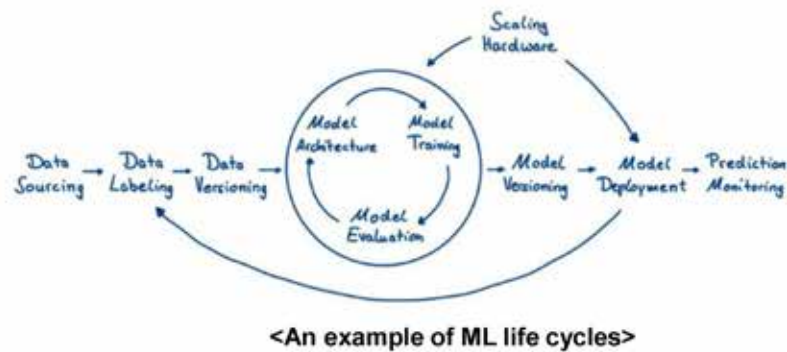 Scaling
Hardware
Model
Architecture
Model
Training
Data
Sourcing
Data
Labeling
Data
Versioning
Model
Evaluation
Model
Versioning
Model
Deployment
Prediction
Monitoring
<An example of ML life cycles>